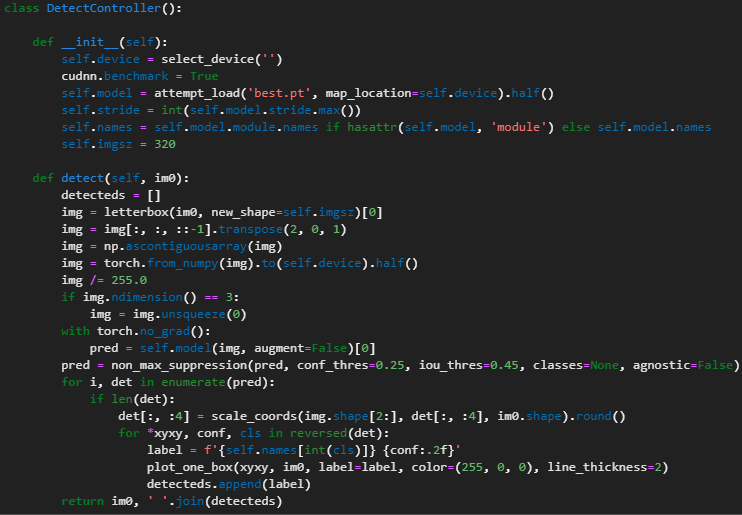 class DetectController():
    def __init__(self):
        self.device = select_device('')
        cudnn.benchmark = True
        self.model = attempt_load('best.pt', map_location=self.device).half()
        self.stride = int(self.model.stride.max())
        self.names = self.model.module.names if hasattr(self.model, 'module') else self.model.names
        self.imgsz = 320
    def detect(self, im0):
        detecteds = []
        img = letterbox(im0, new_shape=self.imgsz)[0]
        img = img[:, :, ::-1].transpose(2, 0, 1)
        img = np.ascontiguousarray(img)
        img = torch.from_numpy(img).to(self.device).half()
        img /= 255.0
        if img.ndimension() == 3:
            img = img.unsqueeze(0)
        with torch.no_grad():
            pred = self.model(img, augment=False)[0]
        pred = non_max_suppression(pred, conf_thres=0.25, iou_thres=0.45, classes=None, agnostic=False)
        for i, det in enumerate(pred):
            if len(det):
                det[:, :4] = scale_coords(img.shape[2:], det[:, :4], im0.shape).round()
                for *xyxy, conf, cls in reversed(det):
                    label = f'{self.names[int(cls)]} {conf:.2f}'
                    plot_one_box(xyxy, im0, label=label, color=(255, 0, 0), line_thickness=2)
                    detecteds.append(label)
        return im0, ' '.join(detecteds)